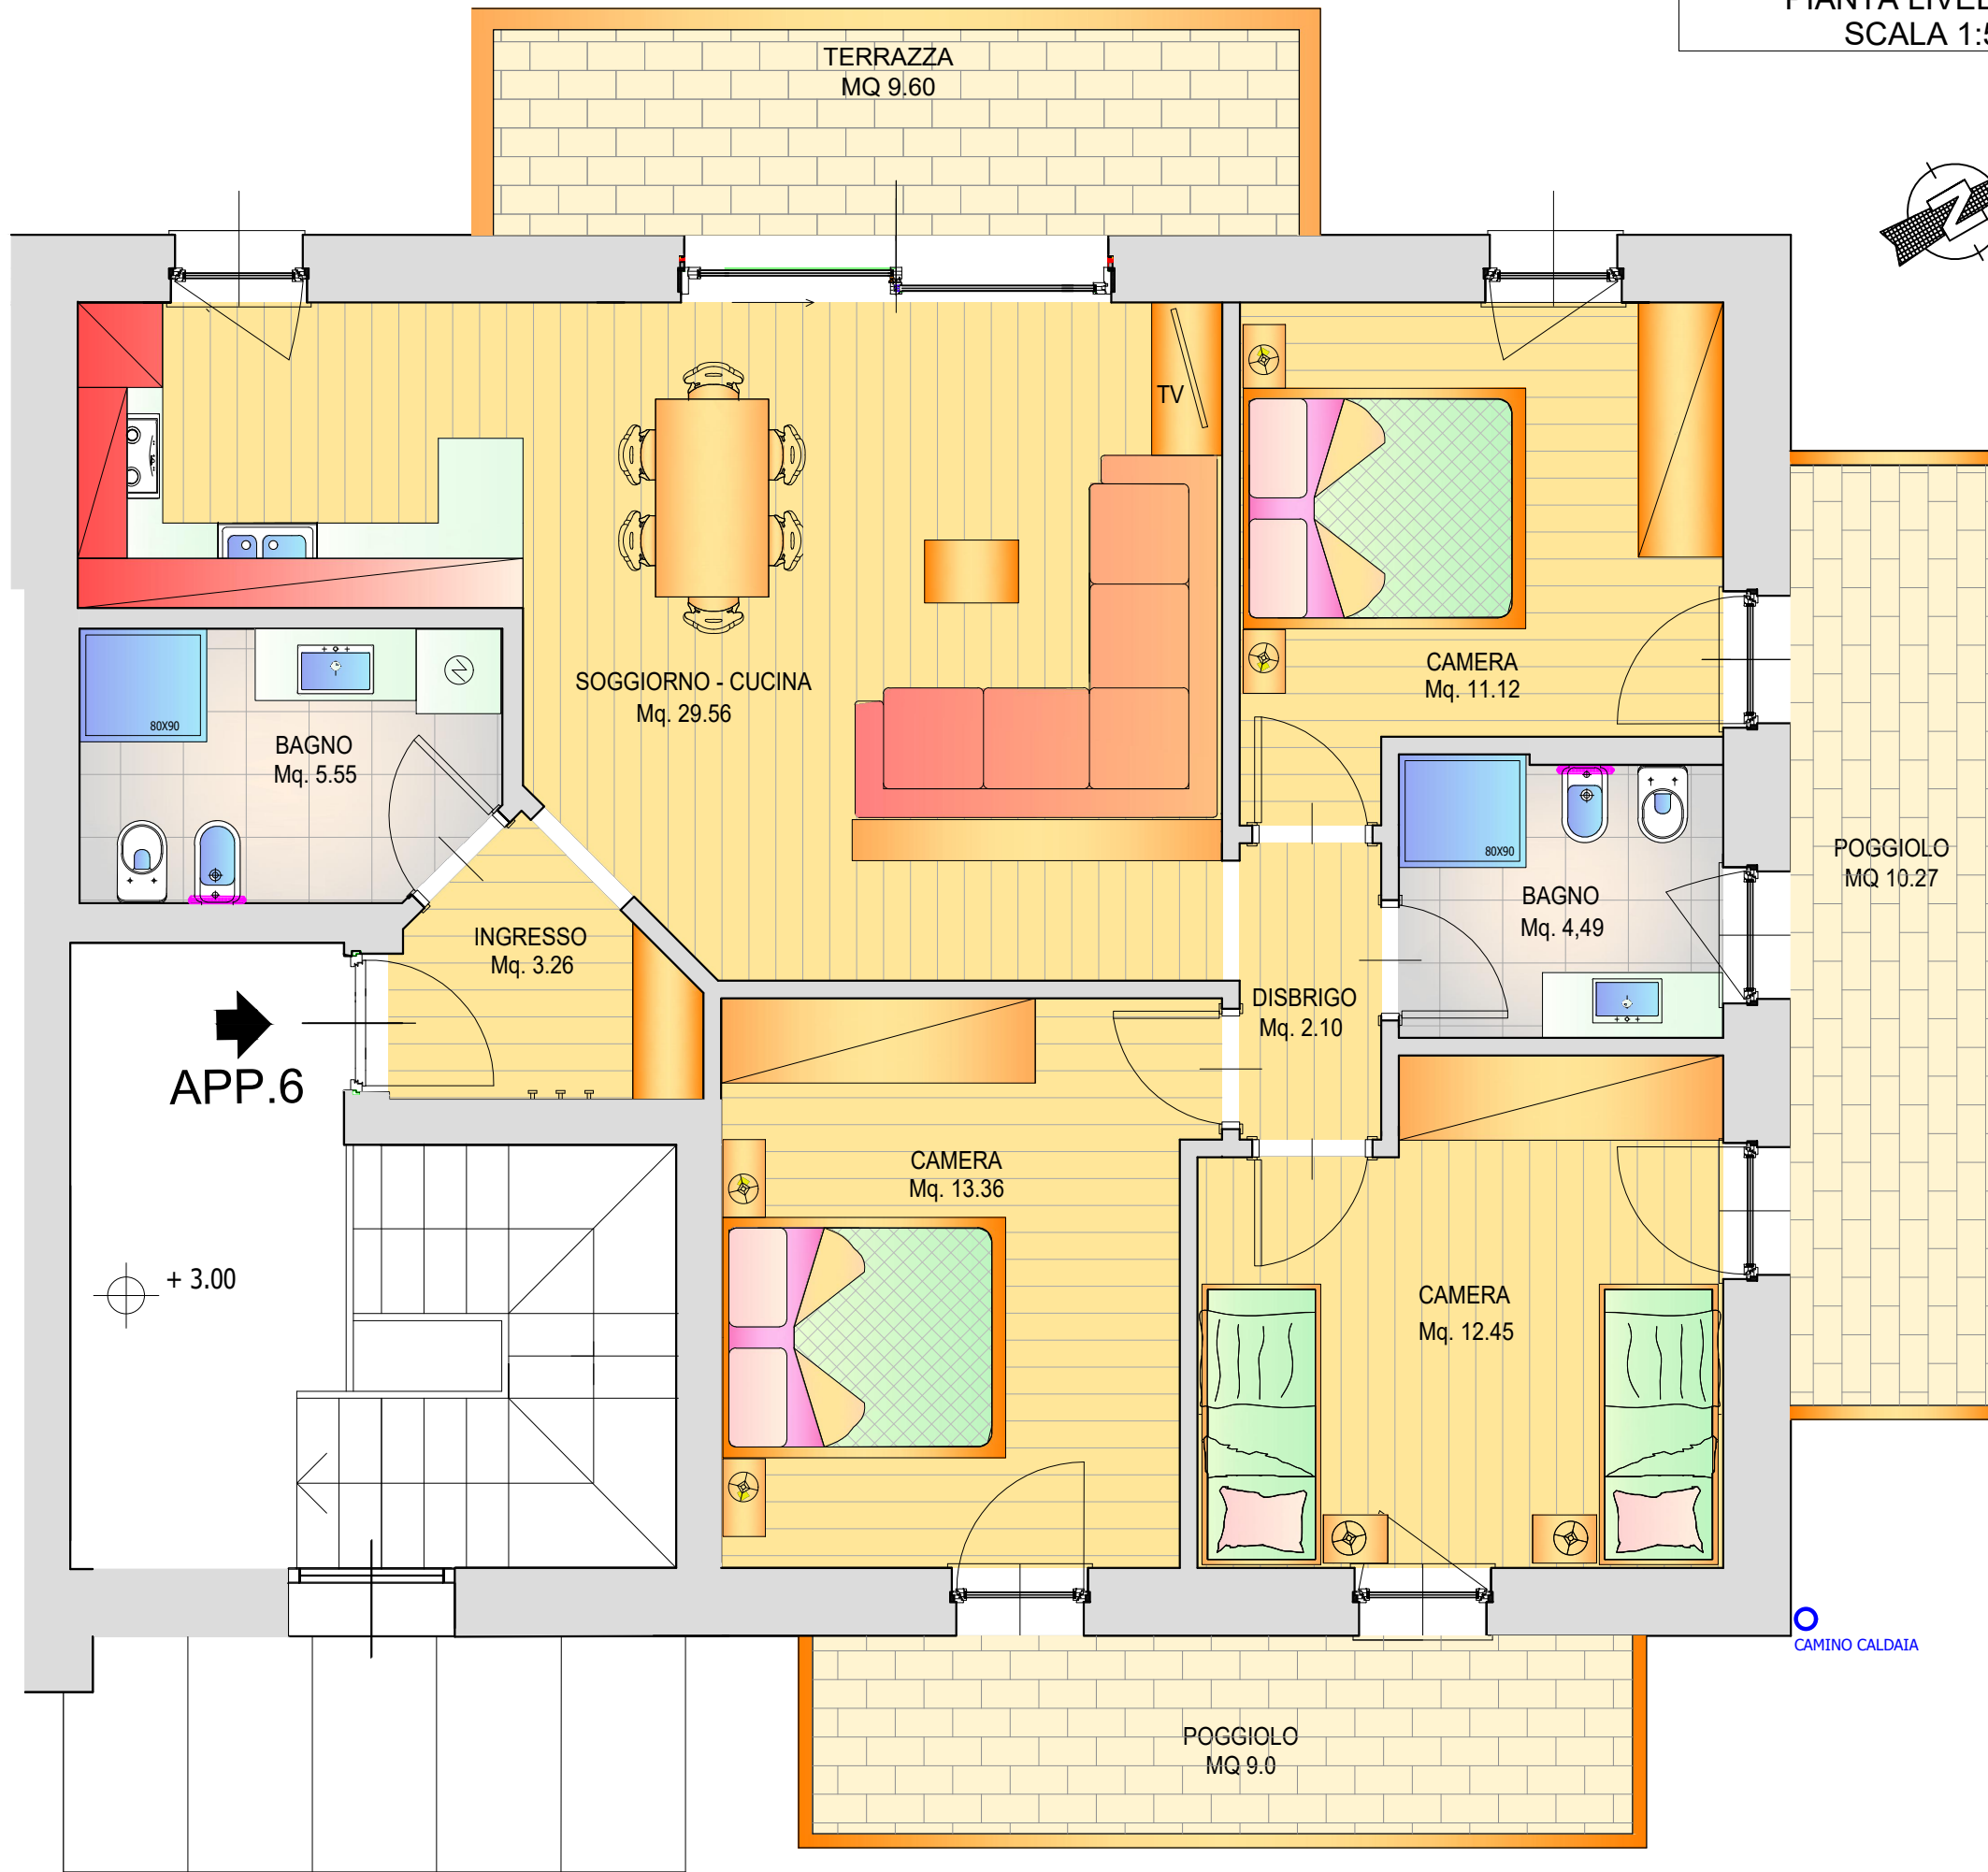 SCALA 1:5
TERRAZZA
MQ 9.60
N
TV
CAMERA
Mq. 11.12
SOGGIORNO - CUCINA
Mq. 29.56
80X90
BAGNO
Mq. 5.55
80X90
BAGNO
Mq. 4,49
POGGIOLO
MQ 10.27
INGRESSO
Mq. 3.26
DISBRIGO
Mq. 2.10
APP.6
CAMERA
Mq. 13.36
+ 3.00
CAMERA
Mq. 12.45
CAMINO CALDAIA
POGGIOLO
MQ 9.0